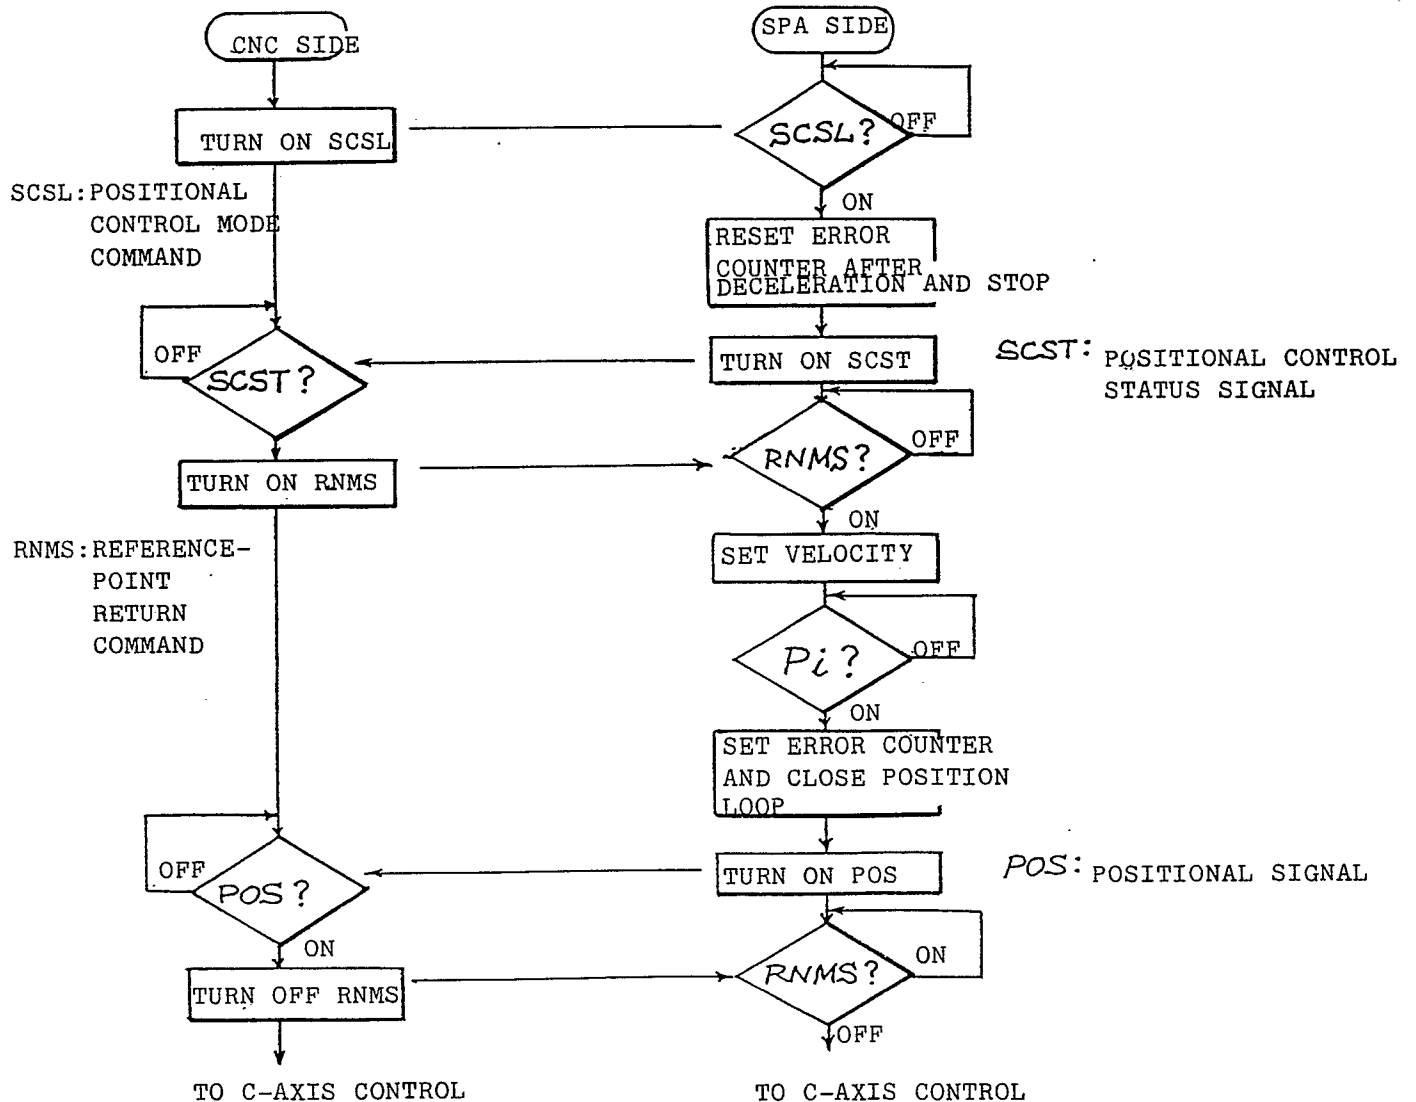 CNC SIDE
SPA SIDE
TURN ON SCSL
SCSL?
OFF
SCSL:POSITIONAL
CONTROL MODE
COMMAND
ON
RESET ERROR
COUNTER AFTER
DECELERATION AND STOP
OFF
SCST?
TURN ON SCST
SCST: POSITIONAL CONTROL
STATUS SIGNAL
TURN ON RNMS
RNMS?
OFF
ON
RNMS:REFERENCE-
POINT
RETURN
COMMAND
SET VELOCITY
Pi?
OFF
ON
SET ERROR COUNTER
AND CLOSE POSITION
LOOP
OFF
POS?
ON
TURN ON POS
POS: POSITIONAL SIGNAL
TURN OFF RNMS
RNMS?
ON
OFF
TO C-AXIS CONTROL
TO C-AXIS CONTROL